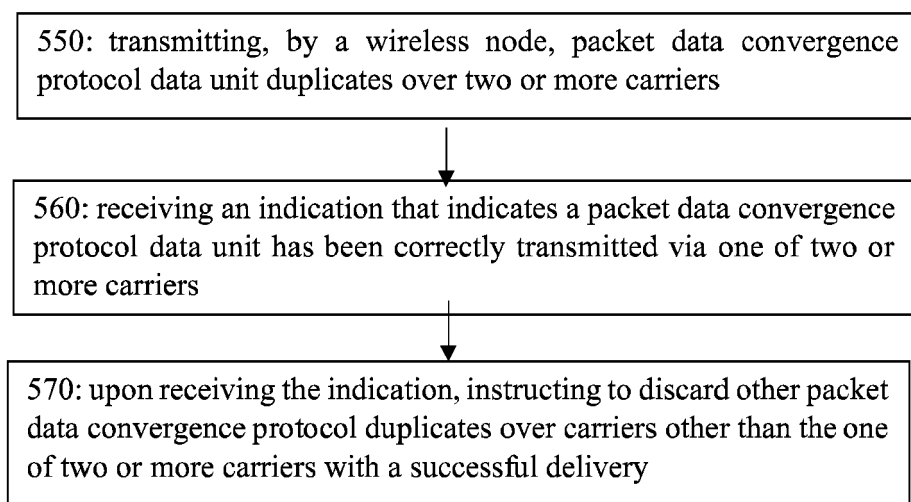 550: transmitting, by a wireless node, packet data convergence
protocol data unit duplicates over two or more carriers
560: receiving an indication that indicates a packet data convergence
protocol data unit has been correctly transmitted via one of two or
more carriers
570: upon receiving the indication, instructing to discard other packet
data convergence protocol duplicates over carriers other than the one
of two or more carriers with a successful delivery